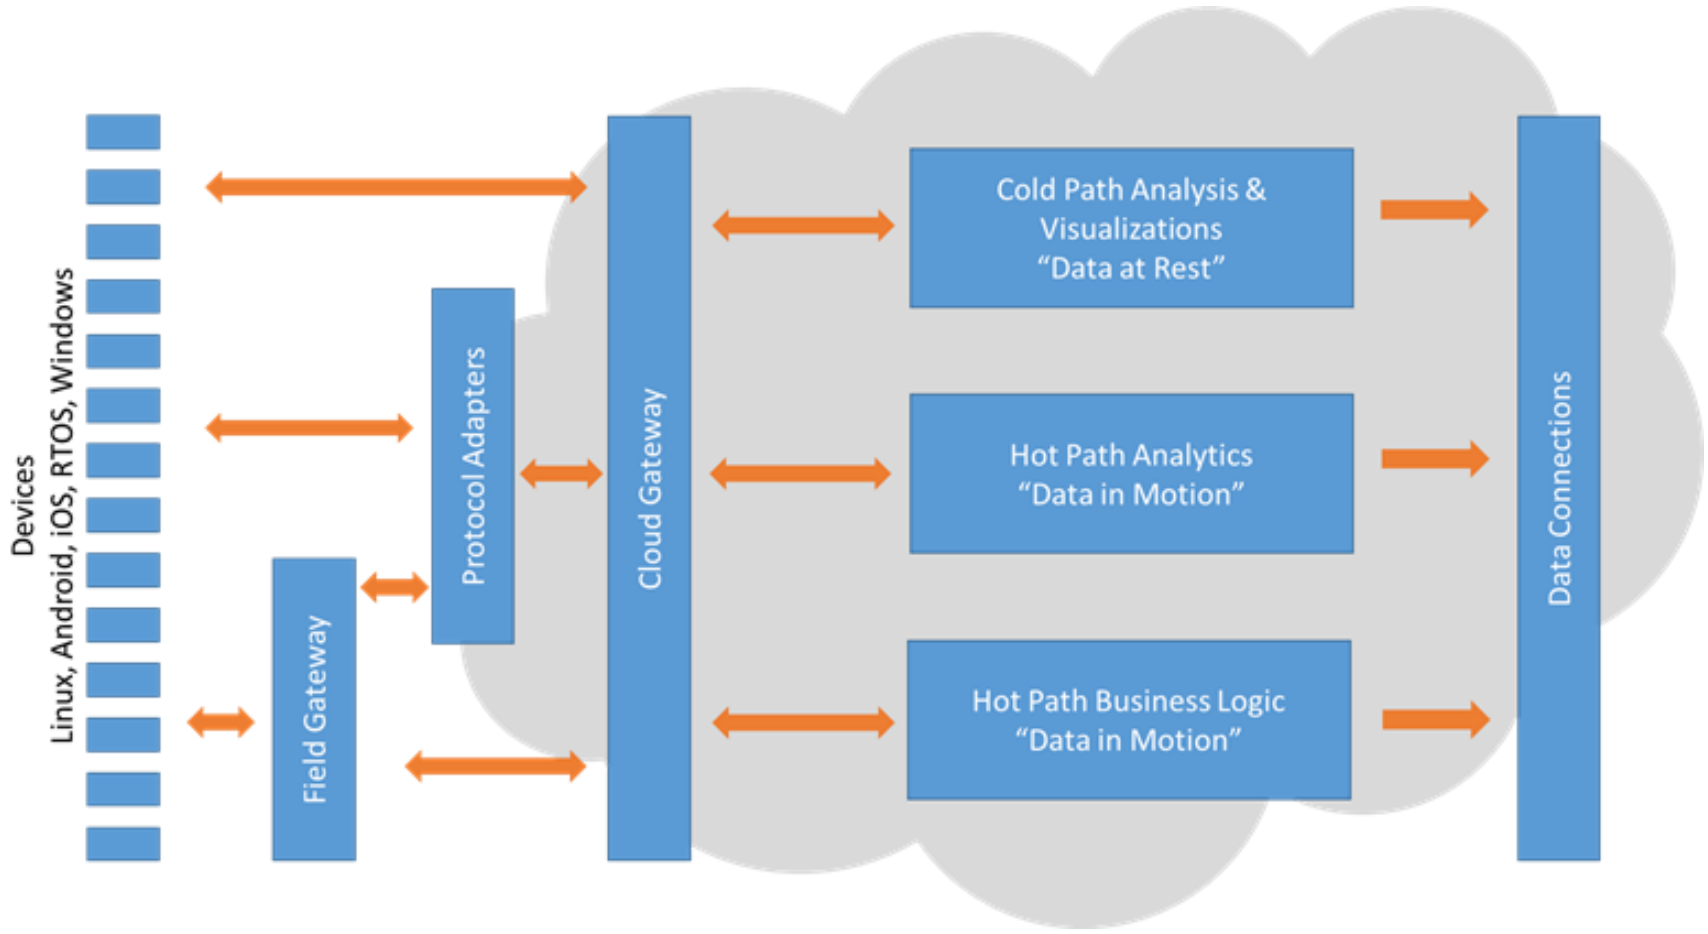 Devices
Linux, Android, iOS, RTOS, Windows
Field Gateway
Protocol Adapters
Cloud Gateway
Cold Path Analysis &
Visualizations
“Data at Rest”
Hot Path Analytics
“Data in Motion”
Hot Path Business Logic
“Data in Motion”
Data Connections